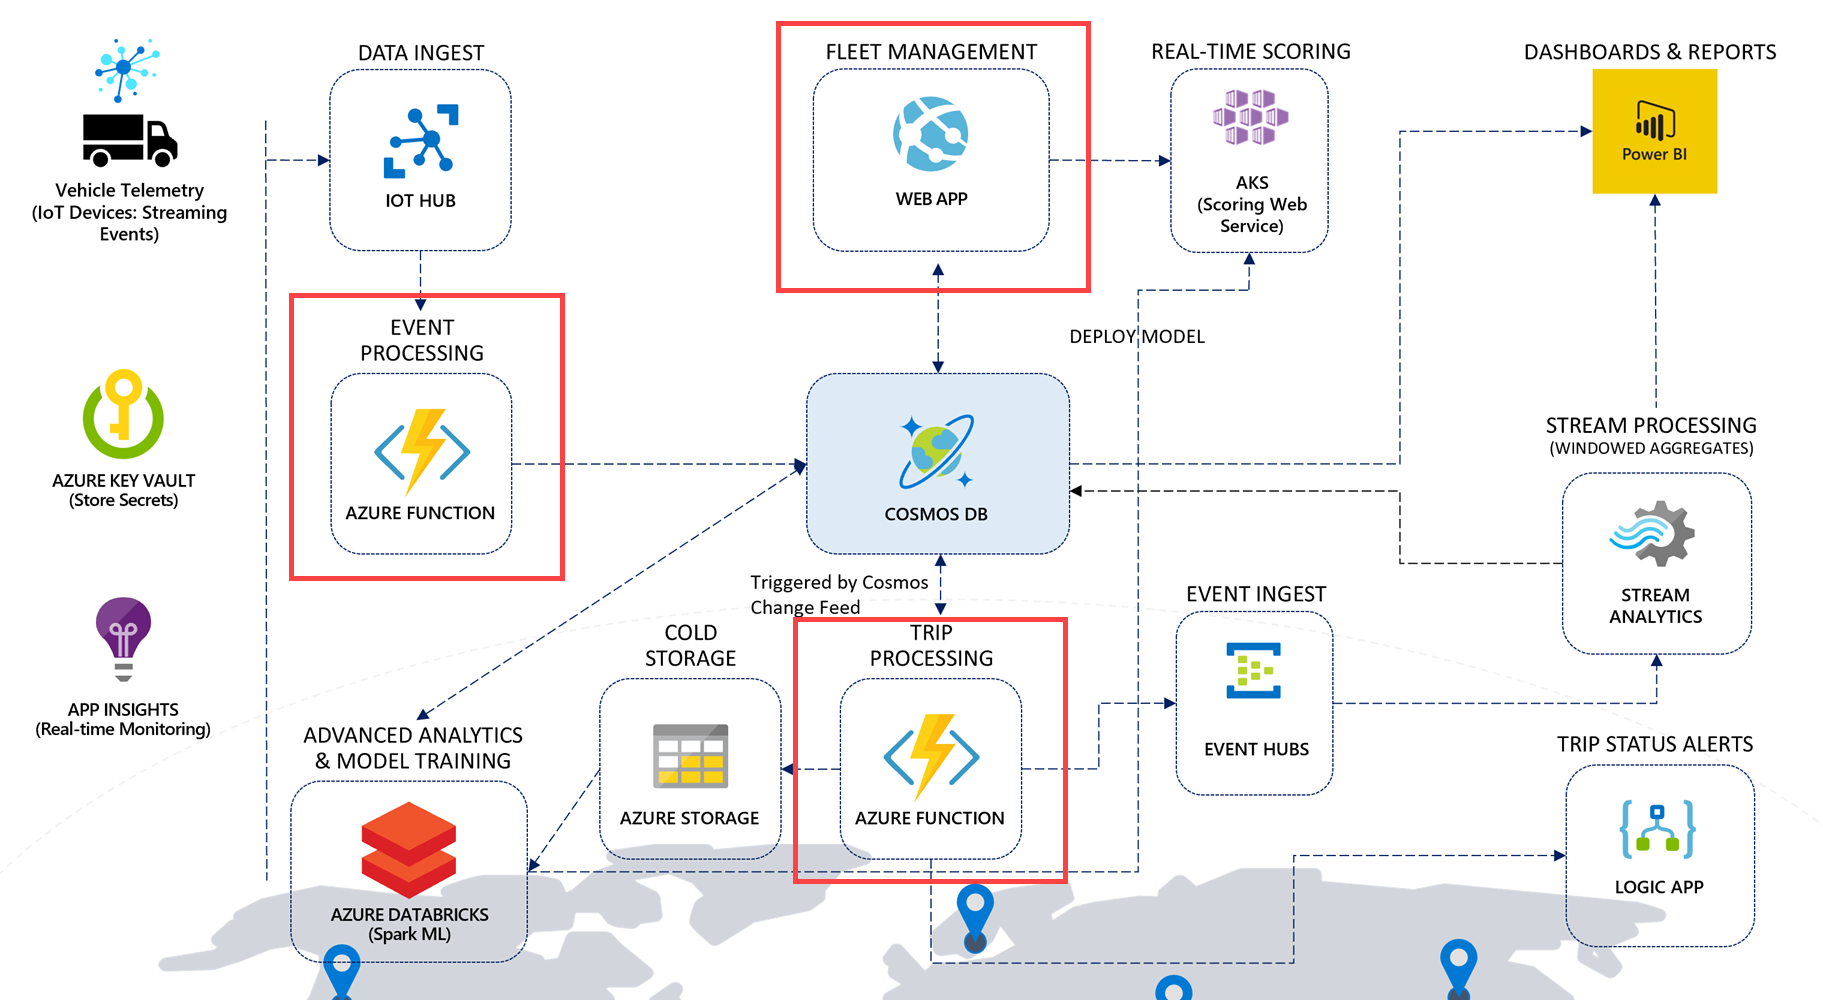 DATA INGEST
FLEET MANAGEMENT
REAL-TIME SCORING
DASHBOARDS & REPORTS
Power BI
Vehicle Telemetry
(IoT Devices: Streaming
Events)
IOT HUB
WEB APP
AKS
(Scoring Web
Service)
EVENT
PROCESSING
DEPLOY MODEL
AZURE KEY VAULT
(Store Secrets)
AZURE FUNCTION
COSMOS DB
STREAM PROCESSING
(WINDOWED AGGREGATES)
STREAM
ANALYTICS
Triggered by Cosmos
Change Feed
EVENT INGEST
COLD
STORAGE
TRIP
PROCESSING
APP INSIGHTS
(Real-time Monitoring)
ADVANCED ANALYTICS
& MODEL TRAINING
EVENT HUBS
TRIP STATUS ALERTS
AZURE STORAGE
AZURE FUNCTION
LOGIC APP
AZURE DATABRICKS
(Spark ML)